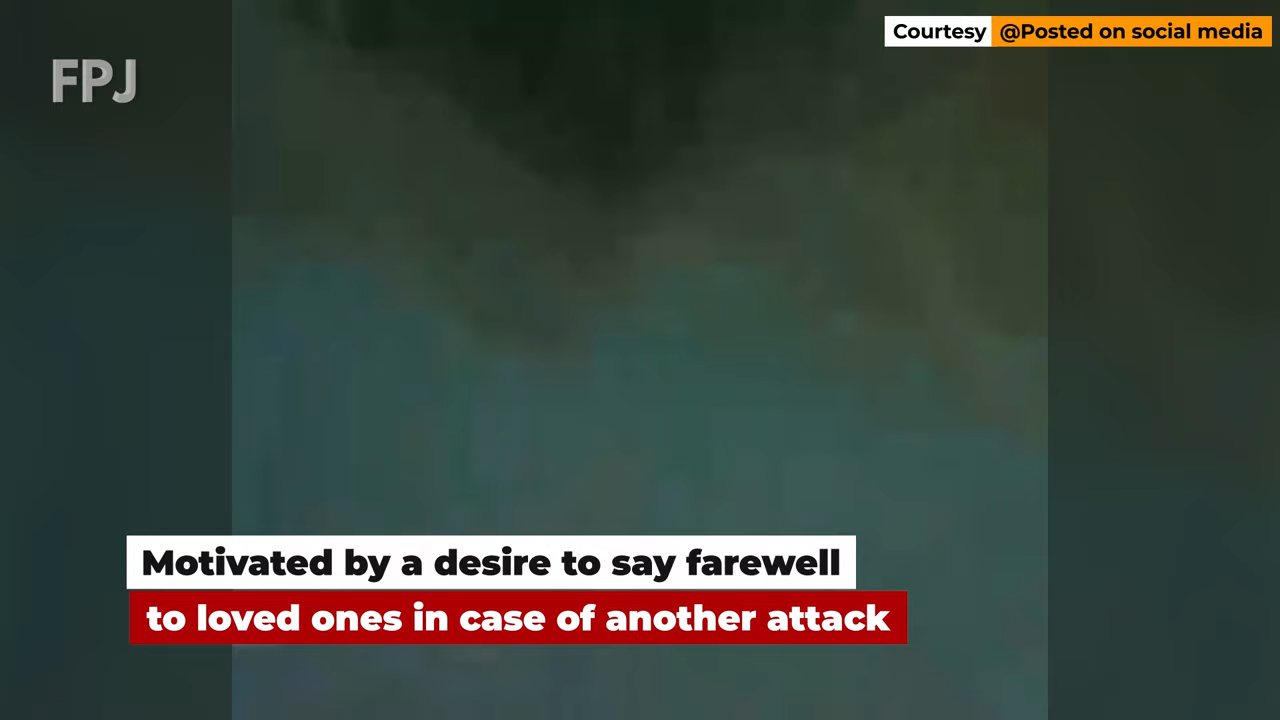 Courtesy @Posted on social media
FPJ
Motivated by a desire to say farewell
to loved ones in case of another attack